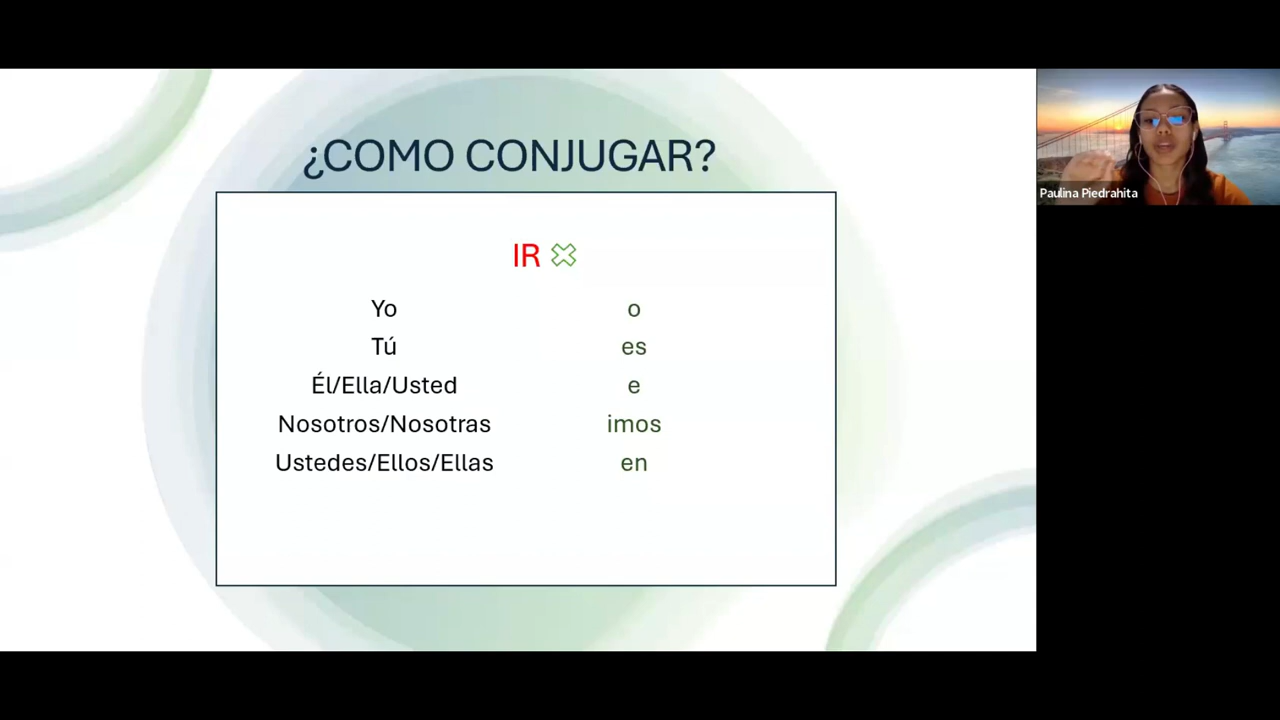 ¿COMO CONJUGAR?
IR
Yo o
Tú es
Él/Ella/Usted e
Nosotros/Nosotras imos
Ustedes/Ellos/Ellas en
Paulina Piedrahita